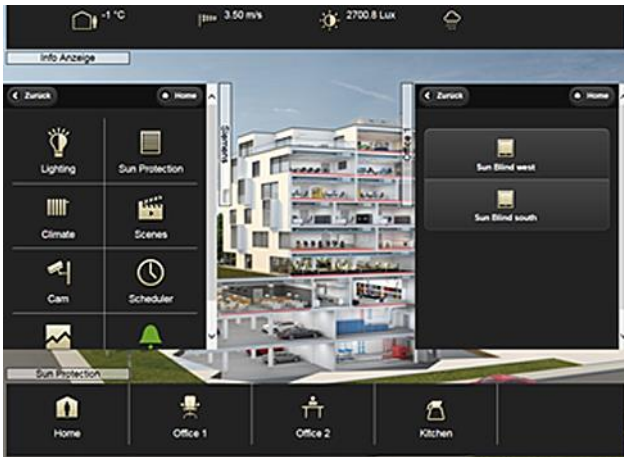 -1 °C
3.50 m/s
2700.8 Lux
Info Anzeige
Zurück
Home
Lighting
Sun Protection
Climate
Scenes
Cam
Scheduler
Siemens
Zurück
Home
Sun Blind west
Sun Blind south
Sun Protection
Home
Office 1
Office 2
Kitchen